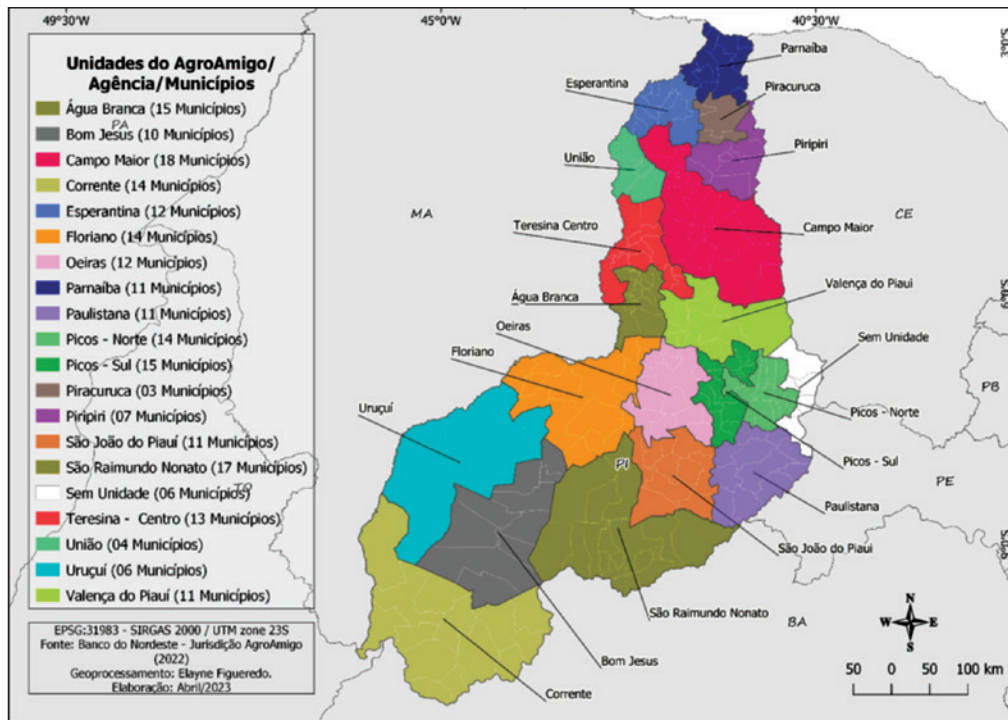 49°30'W
45°0'W
40°30'W
Unidades do AgroAmigo/
Agência/Municípios
Água Branca (15 Municípios)
Bom Jesus (10 Municípios)
Campo Maior (18 Municípios)
Corrente (14 Municípios)
Esperantina (12 Municípios)
Floriano (14 Municípios)
Oeiras (12 Municípios)
Parnaíba (11 Municípios)
Paulistana (11 Municípios)
Picos - Norte (14 Municípios)
Picos - Sul (15 Municípios)
Piracuruca (03 Municípios)
Piripiri (07 Municípios)
São João do Piauí (11 Municípios)
São Raimundo Nonato (17 Municípios)
Sem Unidade (06 Municípios)
Teresina - Centro (13 Municípios)
União (04 Municípios)
Uruçuí (06 Municípios)
Valença do Piauí (11 Municípios)
EPSG:31983 - SIRGAS 2000 / UTM zone 23S
Fonte: Banco do Nordeste - Jurisdição AgroAmigo
(2022)
Geoprocessamento: Elayne Figueredo.
Elaboração: Abril/2023
PA
TO
MA
CE
PB
PE
PI
BA
Parnaíba
Esperantina
Piracuruca
União
Piripiri
Teresina Centro
Campo Maior
Água Branca
Valença do Piauí
Oeiras
Sem Unidade
Floriano
Uruçuí
Picos - Norte
Picos - Sul
Paulistana
São João do Piauí
São Raimundo Nonato
Bom Jesus
Corrente
N
W E
S
50 0 50 100 km